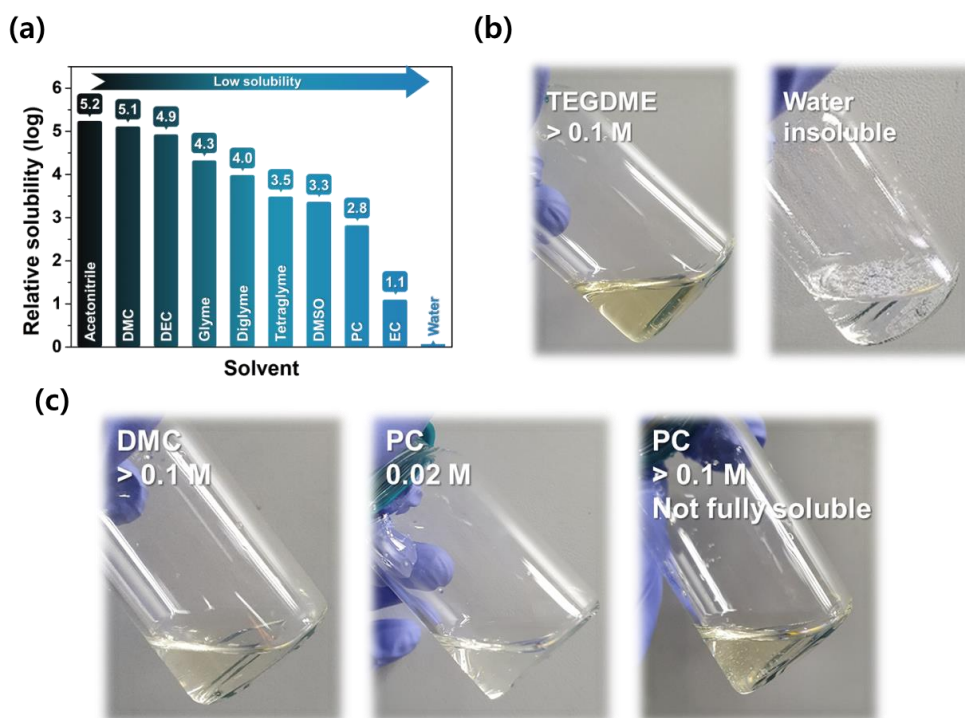 (a)
Low solubility
Relative solubility (log)
6
5
4
3
2
1
0
5.2
5.1
4.9
4.3
4.0
3.5
3.3
2.8
1.1
Acetonitrile
DMC
DEC
Glyme
Diglyme
Tetraglyme
DMSO
PC
EC
Water
Solvent
(b)
TEGDME
> 0.1 M
Water
insoluble
(c)
DMC
> 0.1 M
PC
0.02 M
PC
> 0.1 M
Not fully soluble